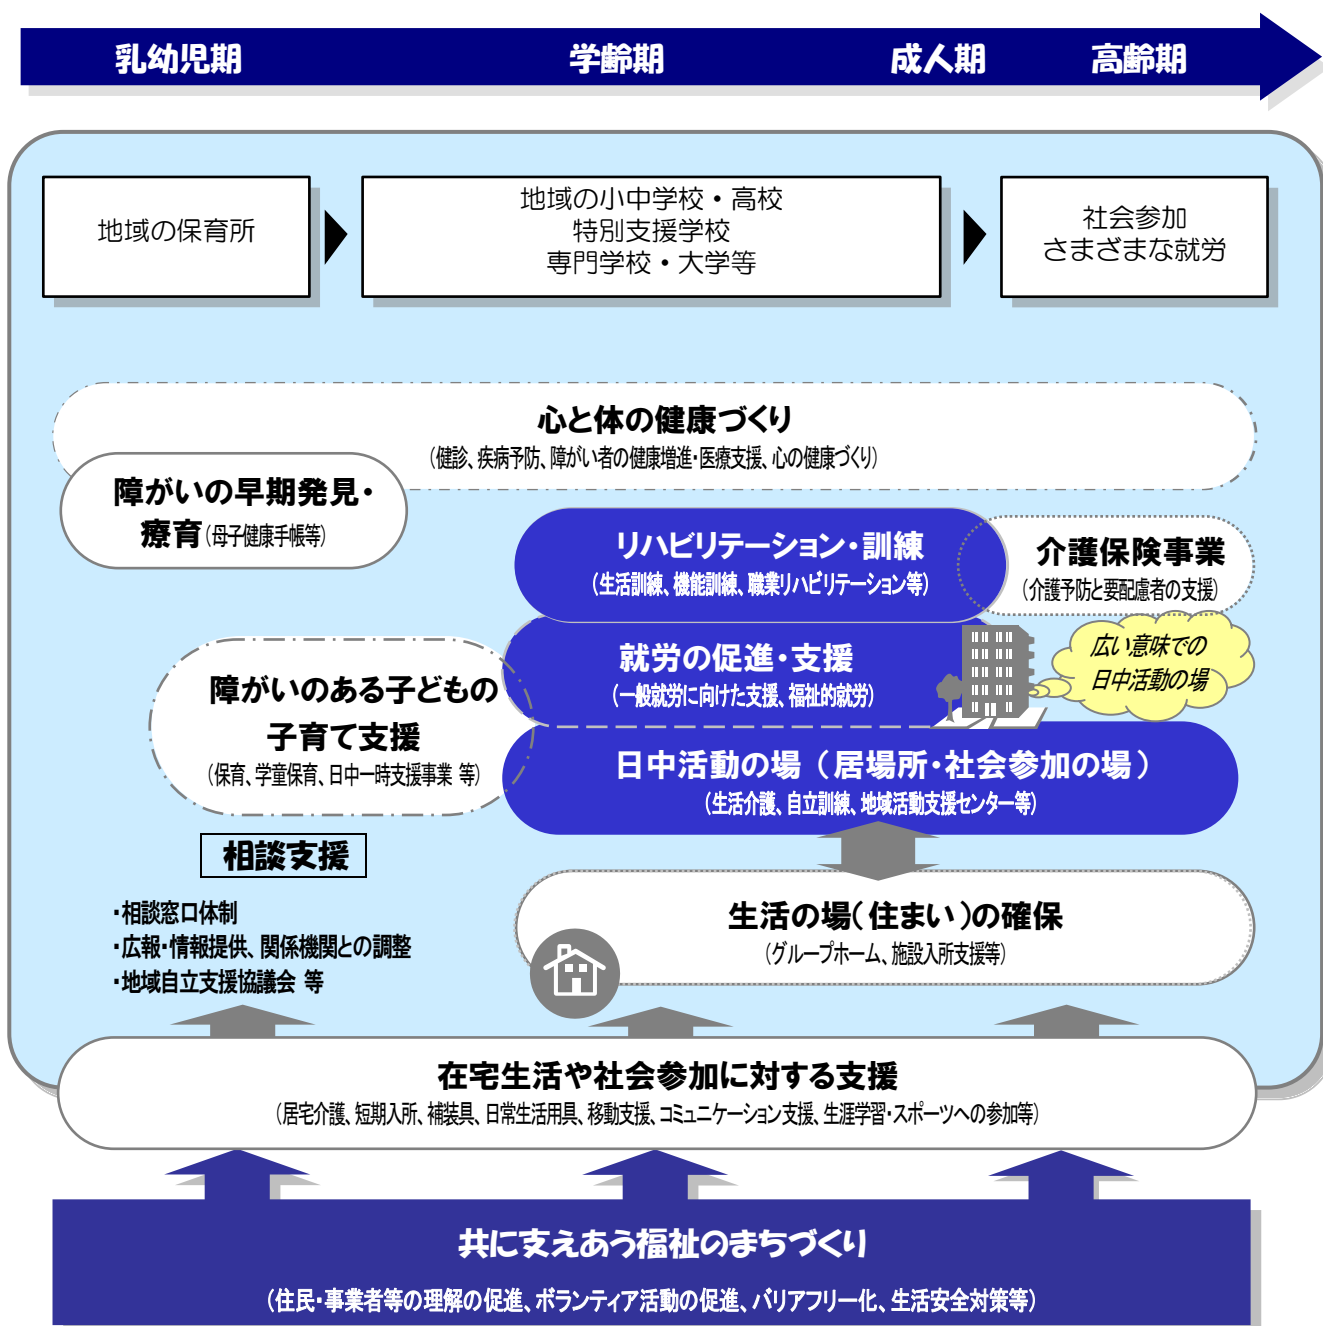 乳幼児期 学齢期 成人期 高齢期
地域の保育所
地域の小中学校・高校
特別支援学校
専門学校・大学等
社会参加
さまざまな就労
心と体の健康づくり
(健診、疾病予防、障がい者の健康増進・医療支援、心の健康づくり)
障がいの早期発見・
療育(母子健康手帳等)
リハビリテーション・訓練
(生活訓練、機能訓練、職業リハビリテーション等)
介護保険事業
(介護予防と要配慮者の支援)
就労の促進・支援
(一般就労に向けた支援、福祉的就労)
広い意味での
日中活動の場
障がいのある子どもの
子育て支援
(保育、学童保育、日中一時支援事業 等)
日中活動の場(居場所・社会参加の場)
(生活介護、自立訓練、地域活動支援センター等)
相談支援
・相談窓口体制
・広報・情報提供、関係機関との調整
・地域自立支援協議会 等
生活の場(住まい)の確保
(グループホーム、施設入所支援等)
在宅生活や社会参加に対する支援
(居宅介護、短期入所、補装具、日常生活用具、移動支援、コミュニケーション支援、生涯学習・スポーツへの参加等)
共に支えあう福祉のまちづくり
(住民・事業者等の理解の促進、ボランティア活動の促進、バリアフリー化、生活安全対策等)